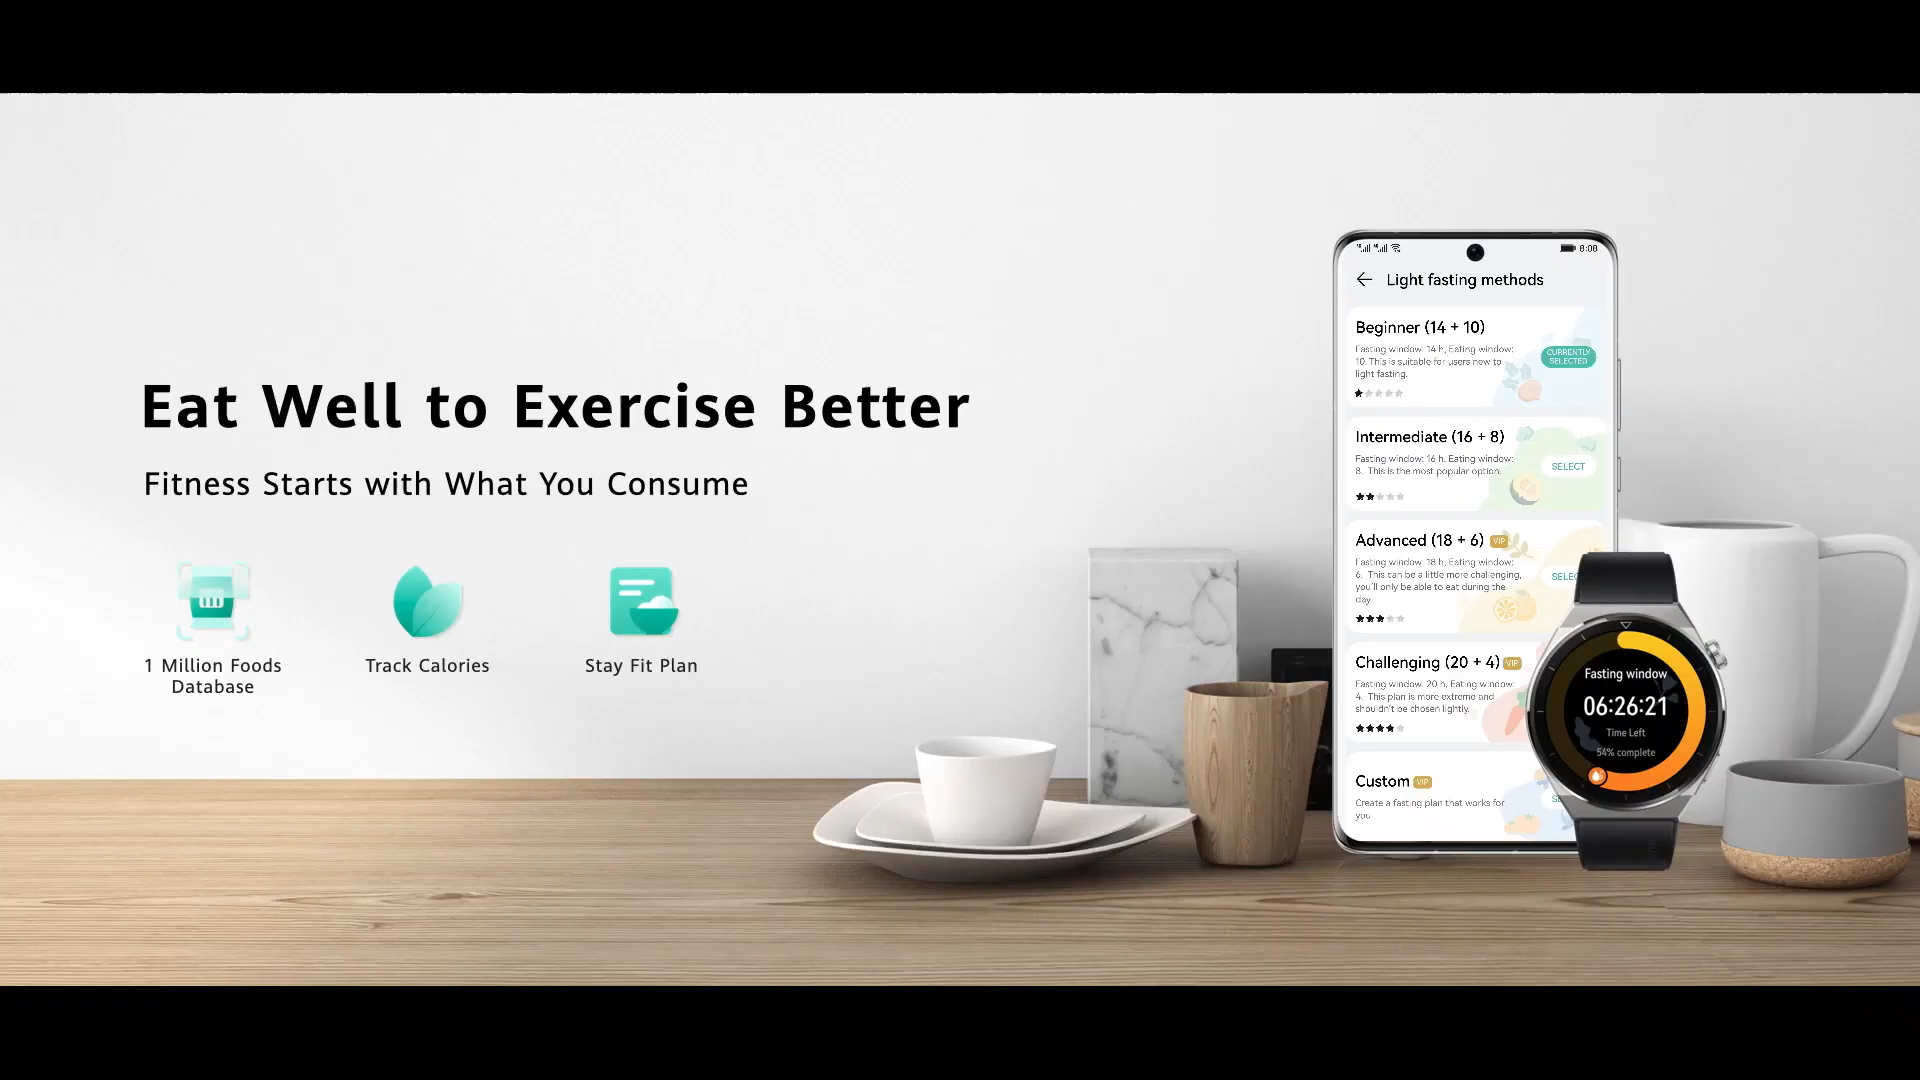 Eat Well to Exercise Better
Fitness Starts with What You Consume
1 Million Foods
Database
Track Calories
Stay Fit Plan
8:08
Light fasting methods
Beginner (14 + 10)
Fasting window: 14 h, Eating window:
10. This is suitable for users new to
light fasting.
CURRENTLY
SELECTED
Intermediate (16 + 8)
Fasting window: 16 h, Eating window:
8. This is the most popular option.
SELECT
Advanced (18 + 6) VIP
Fasting window: 18 h, Eating window:
6. This can be a little more challenging,
you'll only be able to eat during the
day.
Challenging (20 + 4) VIP
Fasting window: 20 h, Eating window:
4. This plan is more extreme and
shouldn't be chosen lightly.
Custom VIP
Create a fasting plan that works for
you
Fasting window
06:26:21
Time Left
54% complete